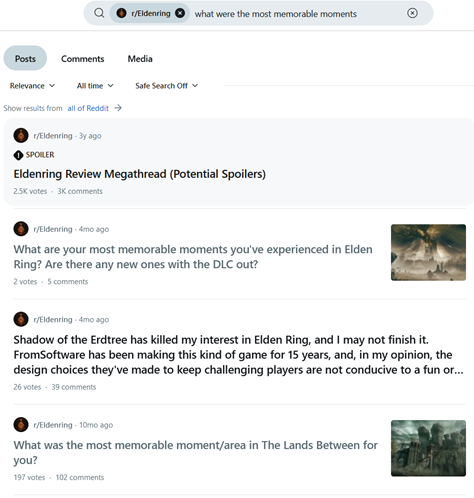 r/Eldenring what were the most memorable moments
Posts Comments Media
Relevance All time Safe Search Off
Show results from all of Reddit
r/Eldenring · 3y ago
SPOILER
Eldenring Review Megathread (Potential Spoilers)
2.5K votes · 3K comments
r/Eldenring · 4mo ago
What are your most memorable moments you've experienced in Elden
Ring? Are there any new ones with the DLC out?
2 votes · 5 comments
r/Eldenring · 4mo ago
Shadow of the Erdtree has killed my interest in Elden Ring, and I may not finish it.
FromSoftware has been making this kind of game for 15 years, and, in my opinion, the
design choices they've made to keep challenging players are not conducive to a fun or...
26 votes · 39 comments
r/Eldenring · 10mo ago
What was the most memorable moment/area in The Lands Between for
you?
197 votes · 102 comments